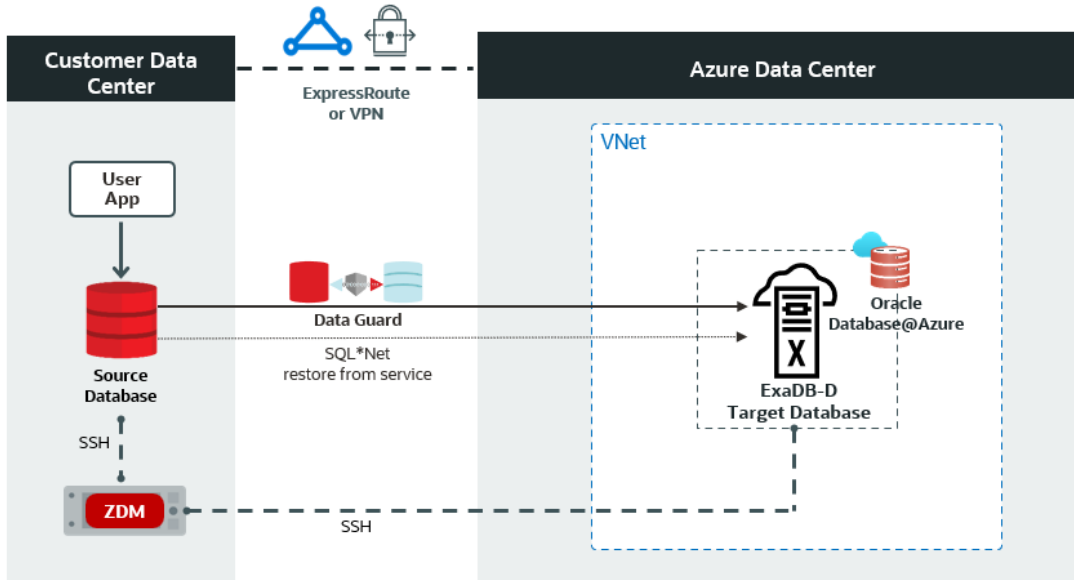 Customer Data
Center
ExpressRoute
or VPN
Azure Data Center
VNet
User
App
Oracle
Database@Azure
Data Guard
SQL*Net
restore from service
Source
Database
X
ExaDB-D
Target Database
SSH
ZDM
SSH